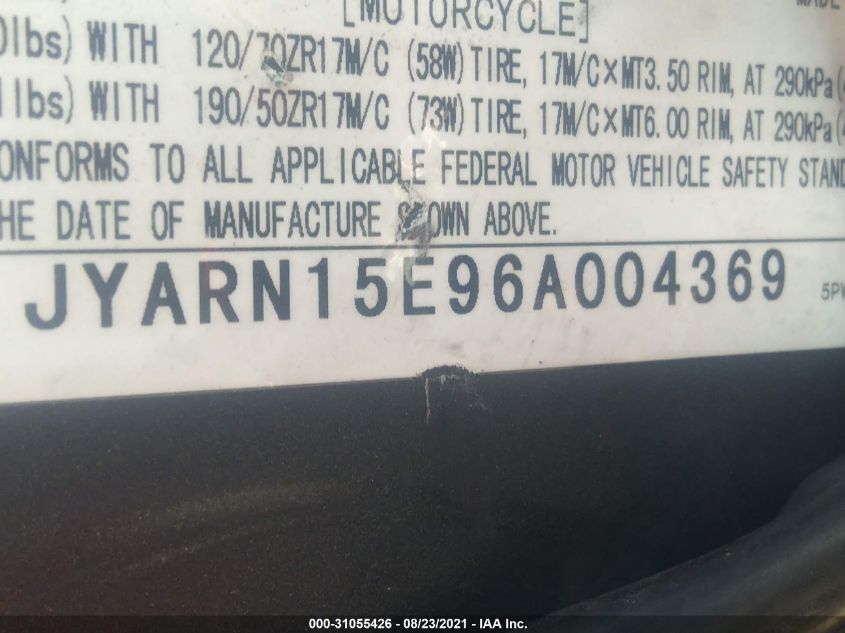 [MOTORCYCLE]
MADE
0lbs) WITH 120/70ZR17M/C (58W) TIRE, 17M/C×MT3.50 RIM, AT 290kPa
lbs) WITH 190/50ZR17M/C (73W) TIRE, 17M/C×MT6.00 RIM, AT 290kPa
ONFORMS TO ALL APPLICABLE FEDERAL MOTOR VEHICLE SAFETY STAND
HE DATE OF MANUFACTURE SHOWN ABOVE.
JYARN15E96A004369 5PW
000-31055426 - 08/23/2021 - IAA Inc.